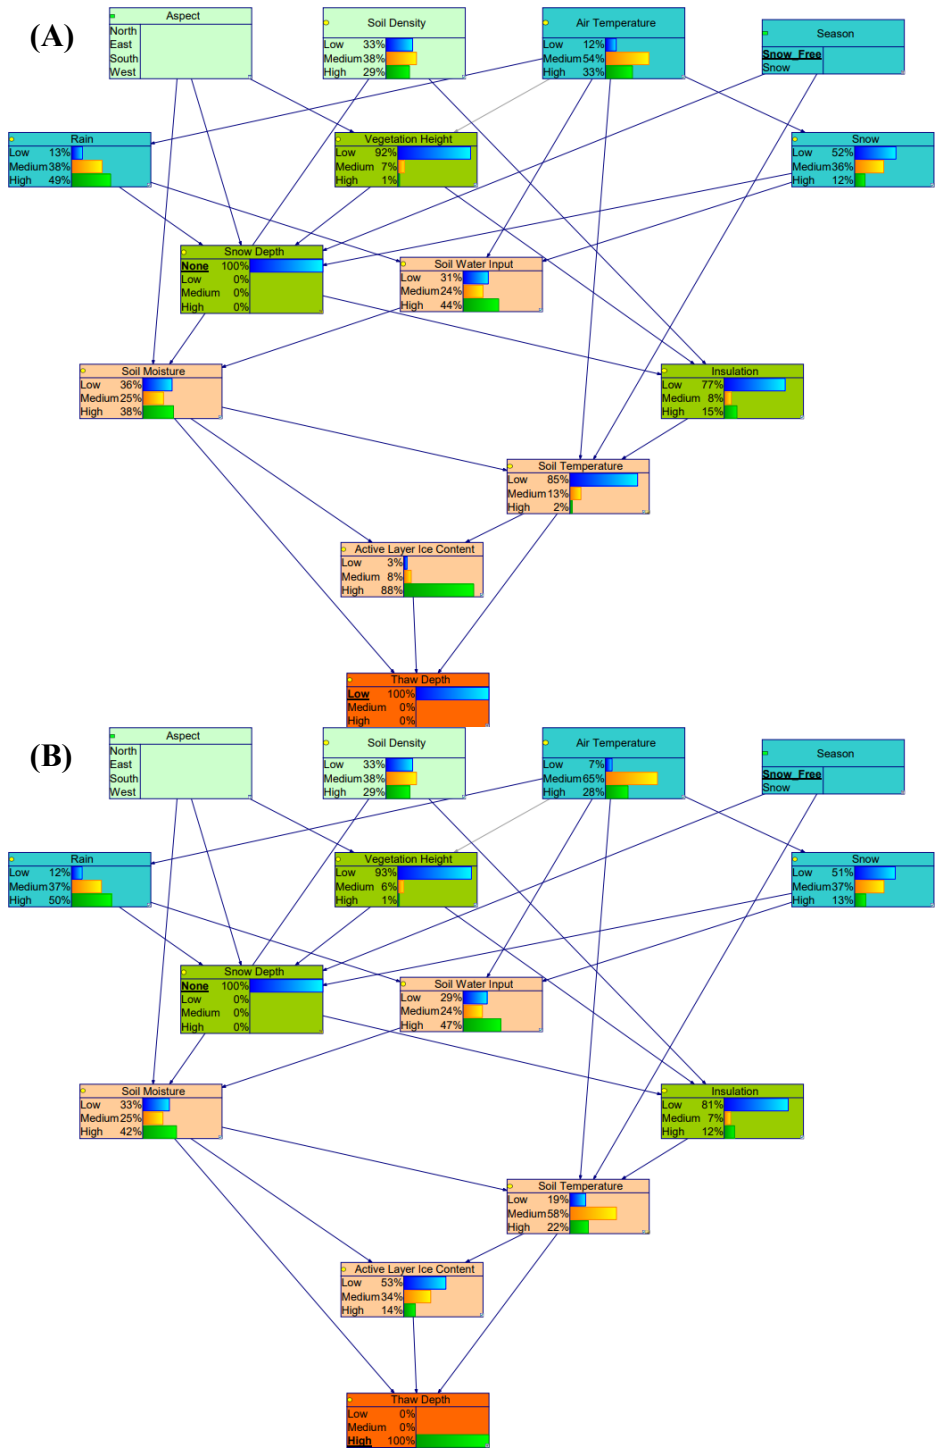 (A)
Aspect
North
East
South
West
Soil Density
Low 33%
Medium 38%
High 29%
Air Temperature
Low 12%
Medium 54%
High 33%
Season
Snow_Free
Snow
Rain
Low 13%
Medium 38%
High 49%
Vegetation Height
Low 92%
Medium 7%
High 1%
Snow
Low 52%
Medium 36%
High 12%
Snow Depth
None 100%
Low 0%
Medium 0%
High 0%
Soil Water Input
Low 31%
Medium 24%
High 44%
Soil Moisture
Low 36%
Medium 25%
High 38%
Insulation
Low 77%
Medium 8%
High 15%
Soil Temperature
Low 85%
Medium 13%
High 2%
Active Layer Ice Content
Low 3%
Medium 8%
High 88%
Thaw Depth
Low 100%
Medium 0%
High 0%
(B)
Aspect
North
East
South
West
Soil Density
Low 33%
Medium 38%
High 29%
Air Temperature
Low 7%
Medium 65%
High 28%
Season
Snow_Free
Snow
Rain
Low 12%
Medium 37%
High 50%
Vegetation Height
Low 93%
Medium 6%
High 1%
Snow
Low 51%
Medium 37%
High 13%
Snow Depth
None 100%
Low 0%
Medium 0%
High 0%
Soil Water Input
Low 29%
Medium 24%
High 47%
Soil Moisture
Low 33%
Medium 25%
High 42%
Insulation
Low 81%
Medium 7%
High 12%
Soil Temperature
Low 19%
Medium 58%
High 22%
Active Layer Ice Content
Low 53%
Medium 34%
High 14%
Thaw Depth
Low 0%
Medium 0%
High 100%